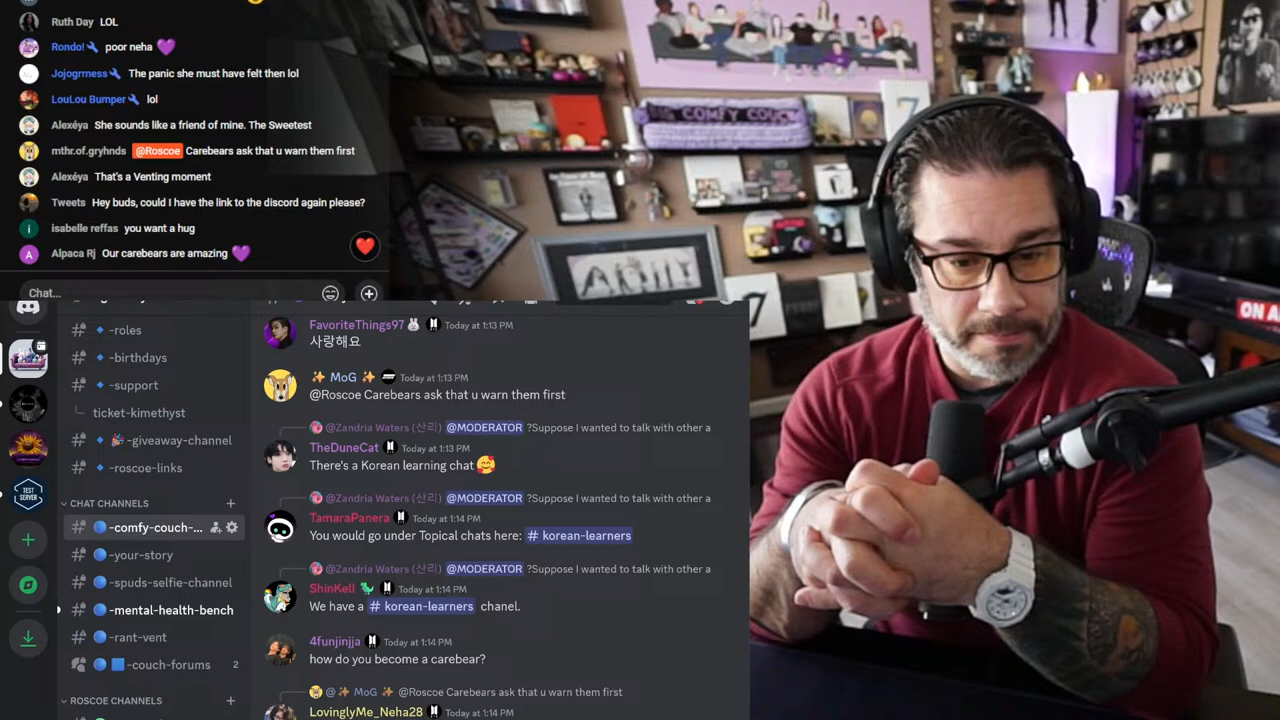 Ruth Day LOL
Rondo! poor neha
Jojogrrness The panic she must have felt then lol
LouLou Bumper lol
Alexéya She sounds like a friend of mine. The Sweetest
mthr.of.gryhnds @Roscoe Carebears ask that u warn them first
Alexéya That's a Venting moment
Tweets Hey buds, could I have the link to the discord again please?
isabelle reffas you want a hug
A Alpaca Rj Our carebears are amazing
Chat...
-roles
-birthdays
-support
ticket-kimethyst
-giveaway-channel
-roscoe-links
CHAT CHANNELS
-comfy-couch-...
-your-story
-spuds-selfie-channel
-mental-health-bench
-rant-vent
-couch-forums 2
ROSCOE CHANNELS
TEST SERVER
FavoriteThings97 Today at 1:13 PM
사랑해요
MoG Today at 1:13 PM
@Roscoe Carebears ask that u warn them first
@Zandria Waters (산리) @MODERATOR ?Suppose I wanted to talk with other a
TheDuneCat Today at 1:13 PM
There's a Korean learning chat
@Zandria Waters (산리) @MODERATOR ?Suppose I wanted to talk with other a
TamaraPanera Today at 1:14 PM
You would go under Topical chats here: # korean-learners
@Zandria Waters (산리) @MODERATOR ?Suppose I wanted to talk with other a
ShinKell Today at 1:14 PM
We have a # korean-learners chanel.
4funjinjja Today at 1:14 PM
how do you become a carebear?
@ MoG @Roscoe Carebears ask that u warn them first
LovinglyMe_Neha28 Today at 1:14 PM
BIG COMFY COUCH
7
ARMY
7
ON A